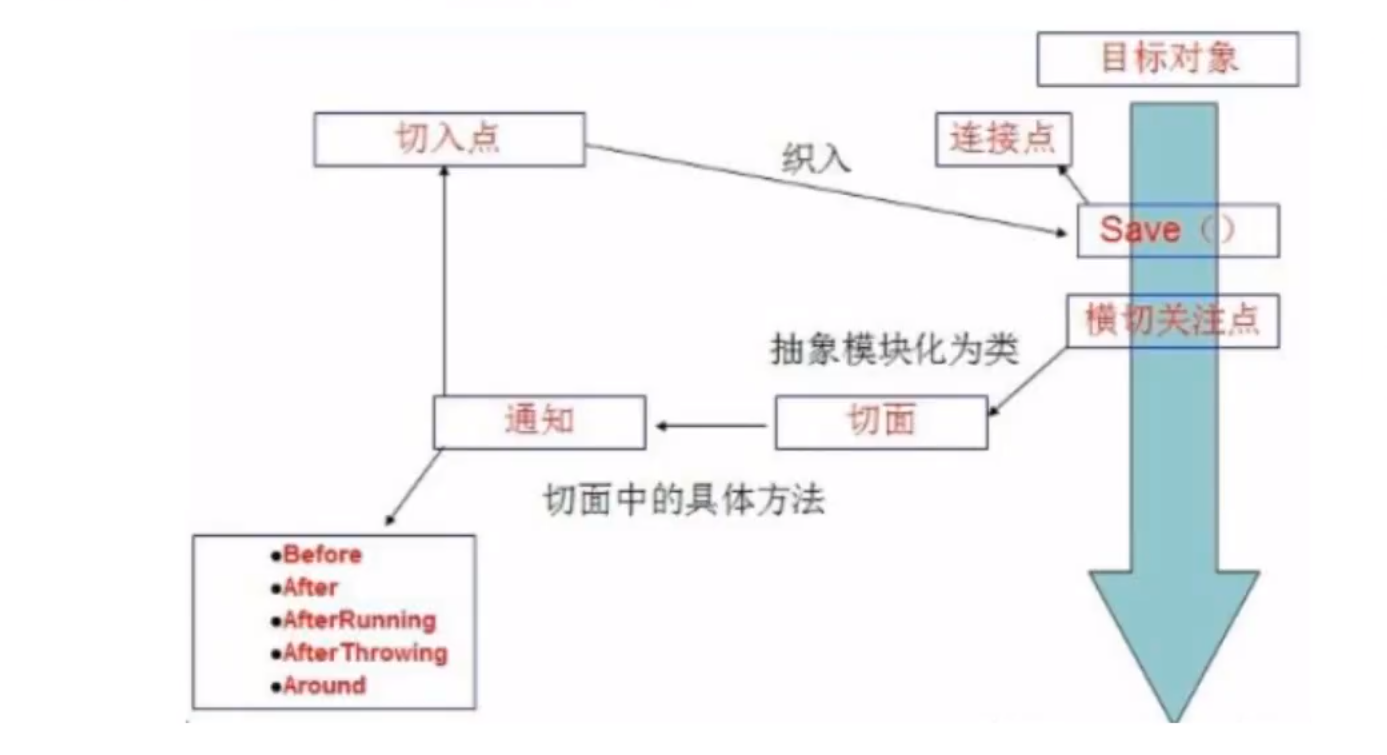 目标对象
切入点
织入
连接点
Save（）
横切关注点
抽象模块化为类
通知
切面
切面中的具体方法
●Before
●After
●AfterRunning
●AfterThrowing
●Around